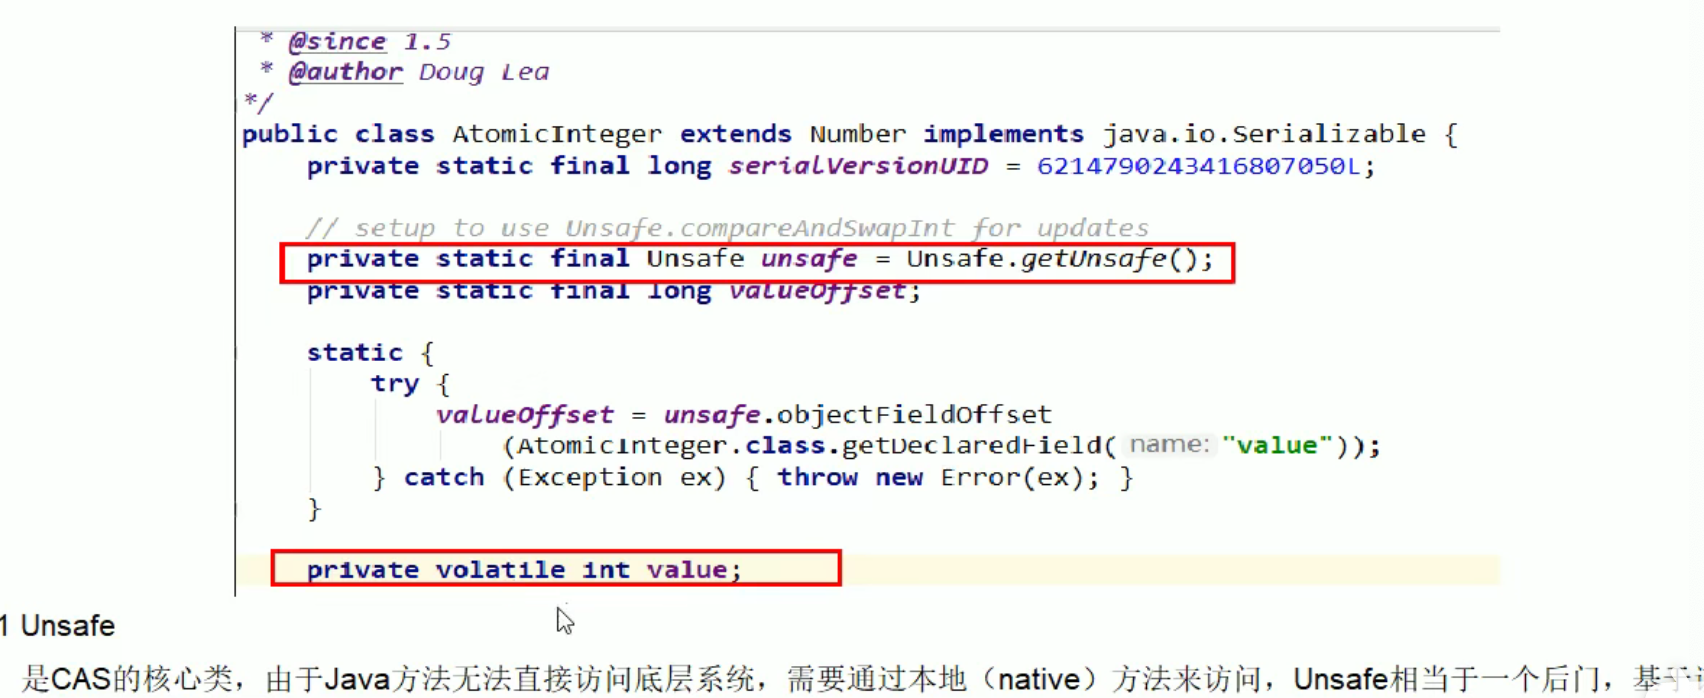 * @since 1.5
* @author Doug Lea
*/
public class AtomicInteger extends Number implements java.io.Serializable {
private static final long serialVersionUID = 6214790243416807050L;
// setup to use Unsafe.compareAndSwapInt for updates
private static final Unsafe unsafe = Unsafe.getUnsafe();
private static final long valueOffset;
static {
try {
valueOffset = unsafe.objectFieldOffset
(AtomicInteger.class.getDeclaredField( name: "value"));
} catch (Exception ex) { throw new Error(ex); }
}
private volatile int value;
1 Unsafe
是CAS的核心类，由于Java方法无法直接访问底层系统，需要通过本地（native）方法来访问，Unsafe相当于一个后门，基于